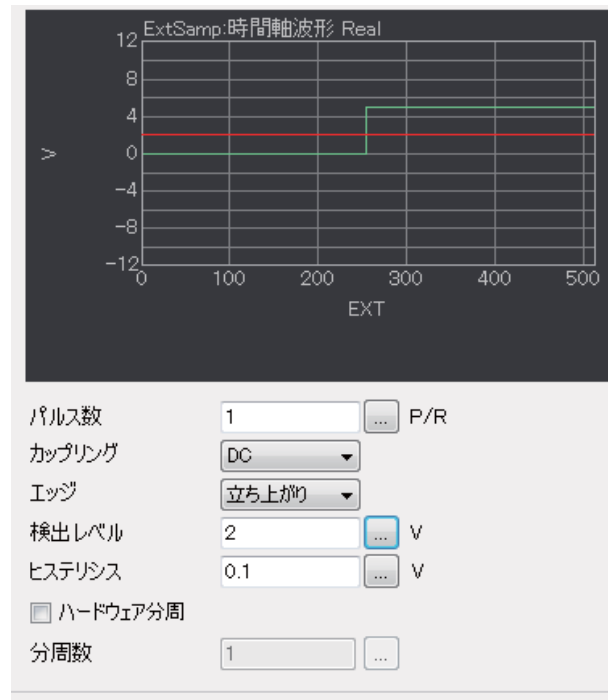 ExtSamp:時間軸波形 Real
12
8
4
0
-4
-8
-12
V
0 100 200 300 400 500
EXT
パルス数 1 ... P/R
カップリング DC
エッジ 立ち上がり
検出レベル 2 ... V
ヒステリシス 0.1 ... V
ハードウェア分周
分周数 1 ...